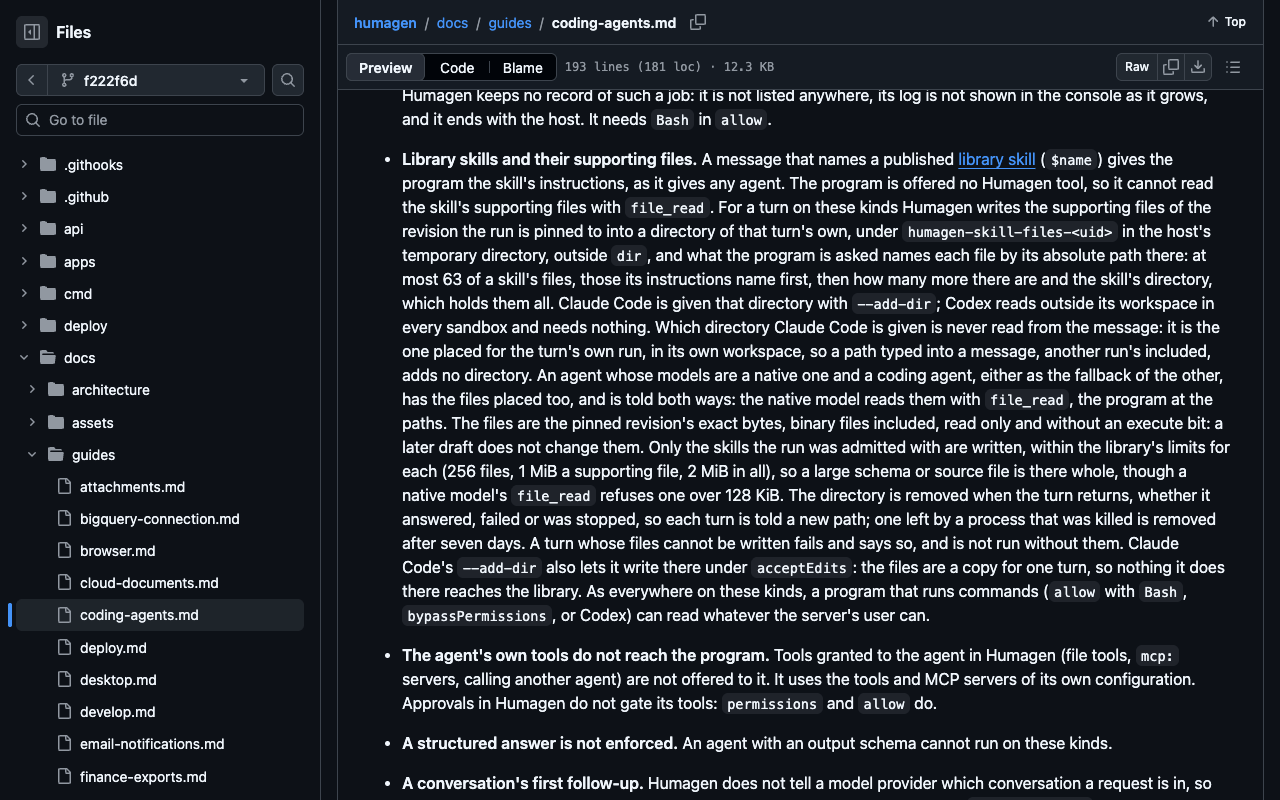 Files
humagen / docs / guides / coding-agents.md
Top
f222f6d
Preview Code Blame 193 lines (181 loc) · 12.3 KB
Raw
Go to file
.githooks
.github
api
apps
cmd
deploy
docs
architecture
assets
guides
attachments.md
bigquery-connection.md
browser.md
cloud-documents.md
coding-agents.md
deploy.md
desktop.md
develop.md
email-notifications.md
finance-exports.md
Humagen keeps no record of such a job: it is not listed anywhere, its log is not shown in the console as it grows,
and it ends with the host. It needs Bash in allow.
• Library skills and their supporting files. A message that names a published library skill ($name) gives the
program the skill's instructions, as it gives any agent. The program is offered no Humagen tool, so it cannot read
the skill's supporting files with file_read. For a turn on these kinds Humagen writes the supporting files of the
revision the run is pinned to into a directory of that turn's own, under humagen-skill-files-<uid> in the host's
temporary directory, outside dir, and what the program is asked names each file by its absolute path there: at
most 63 of a skill's files, those its instructions name first, then how many more there are and the skill's directory,
which holds them all. Claude Code is given that directory with --add-dir; Codex reads outside its workspace in
every sandbox and needs nothing. Which directory Claude Code is given is never read from the message: it is the
one placed for the turn's own run, in its own workspace, so a path typed into a message, another run's included,
adds no directory. An agent whose models are a native one and a coding agent, either as the fallback of the other,
has the files placed too, and is told both ways: the native model reads them with file_read, the program at the
paths. The files are the pinned revision's exact bytes, binary files included, read only and without an execute bit: a
later draft does not change them. Only the skills the run was admitted with are written, within the library's limits for
each (256 files, 1 MiB a supporting file, 2 MiB in all), so a large schema or source file is there whole, though a
native model's file_read refuses one over 128 KiB. The directory is removed when the turn returns, whether it
answered, failed or was stopped, so each turn is told a new path; one left by a process that was killed is removed
after seven days. A turn whose files cannot be written fails and says so, and is not run without them. Claude
Code's --add-dir also lets it write there under acceptEdits: the files are a copy for one turn, so nothing it does
there reaches the library. As everywhere on these kinds, a program that runs commands (allow with Bash,
bypassPermissions, or Codex) can read whatever the server's user can.
• The agent's own tools do not reach the program. Tools granted to the agent in Humagen (file tools, mcp:
servers, calling another agent) are not offered to it. It uses the tools and MCP servers of its own configuration.
Approvals in Humagen do not gate its tools: permissions and allow do.
• A structured answer is not enforced. An agent with an output schema cannot run on these kinds.
• A conversation's first follow-up. Humagen does not tell a model provider which conversation a request is in, so